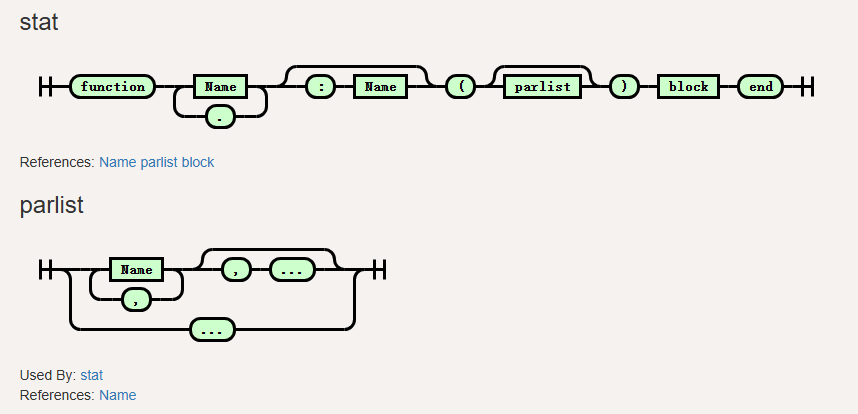 stat
function Name : Name ( parlist ) block end
.
References: Name parlist block
parlist
Name , ...
,
...
Used By: stat
References: Name